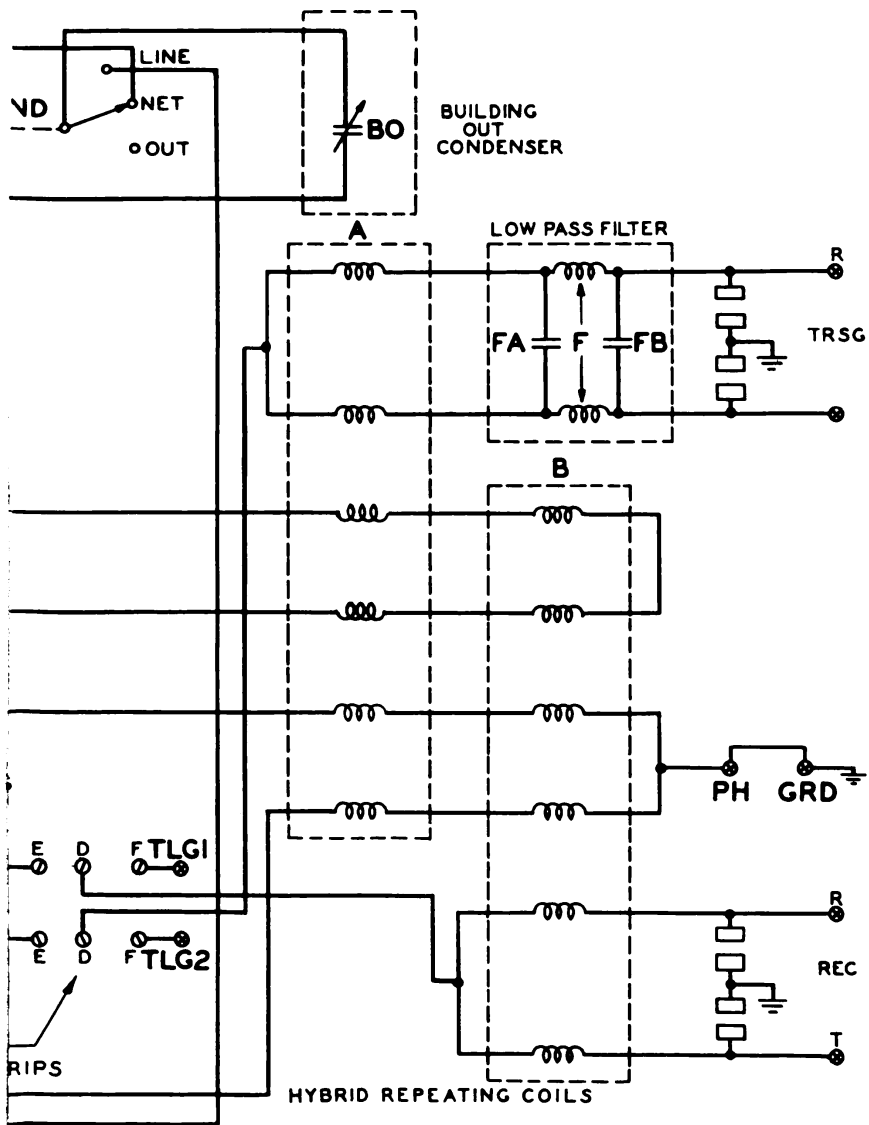 LINE
ND
NET
OUT
BO
BUILDING
OUT
CONDENSER
A
LOW PASS FILTER
R
FA
F
FB
TRSG
B
PH
GRD
E
D
F
TLG1
E
D
F
TLG2
R
REC
T
RIPS
HYBRID REPEATING COILS